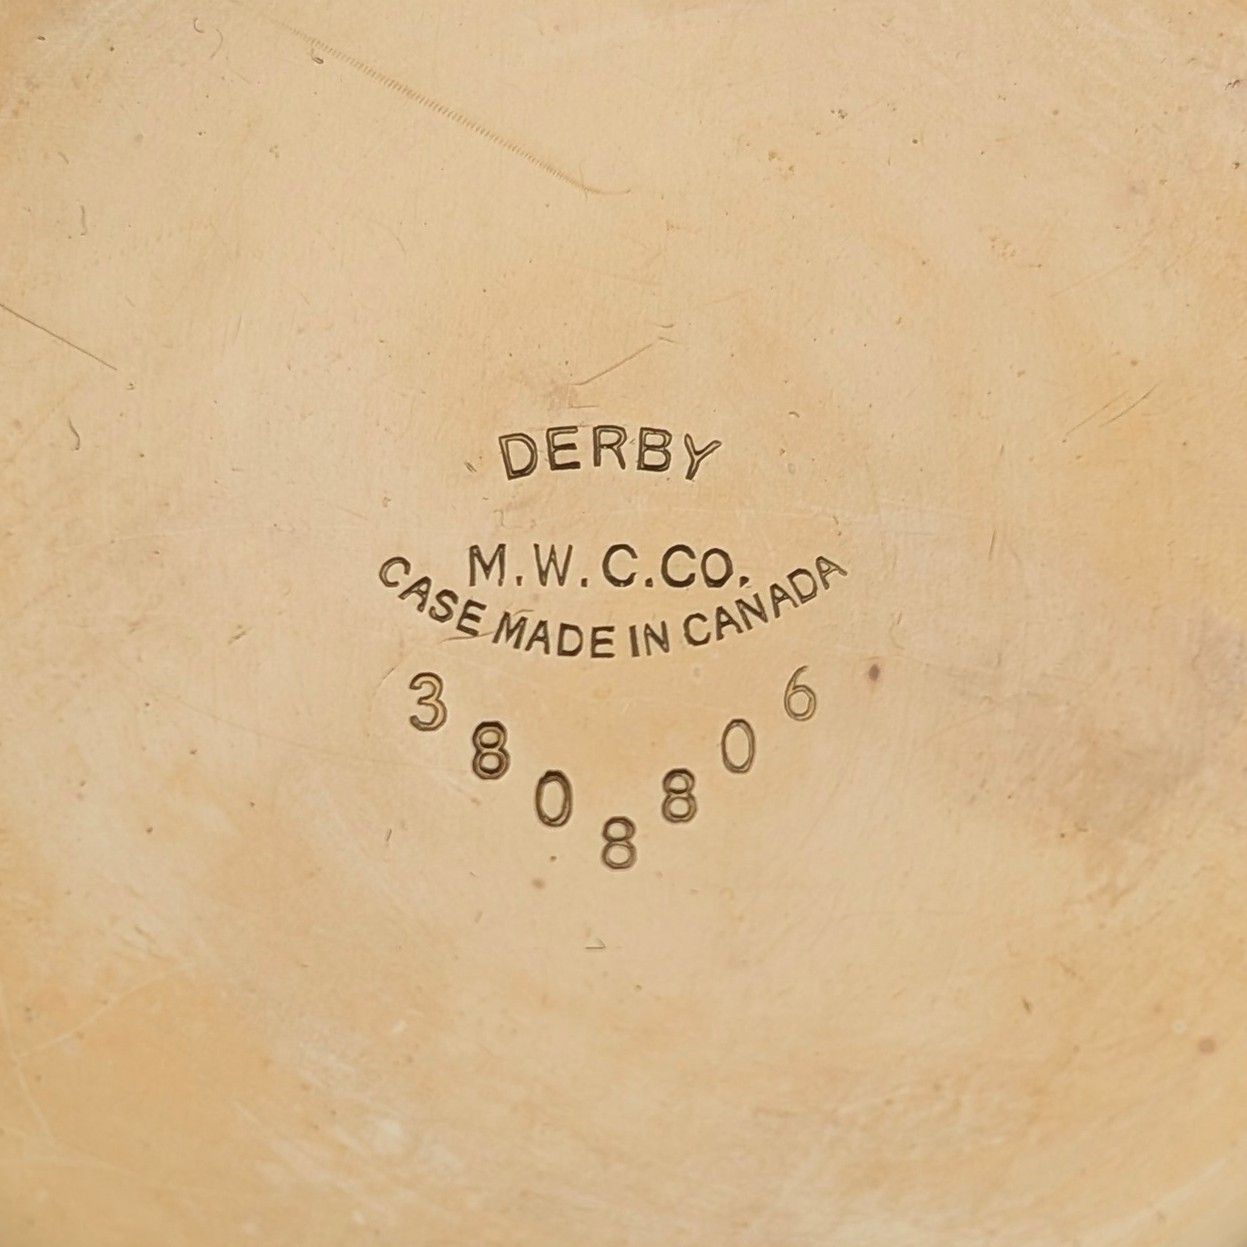 DERBY
M.W.C.CO.
CASE MADE IN CANADA
3808806